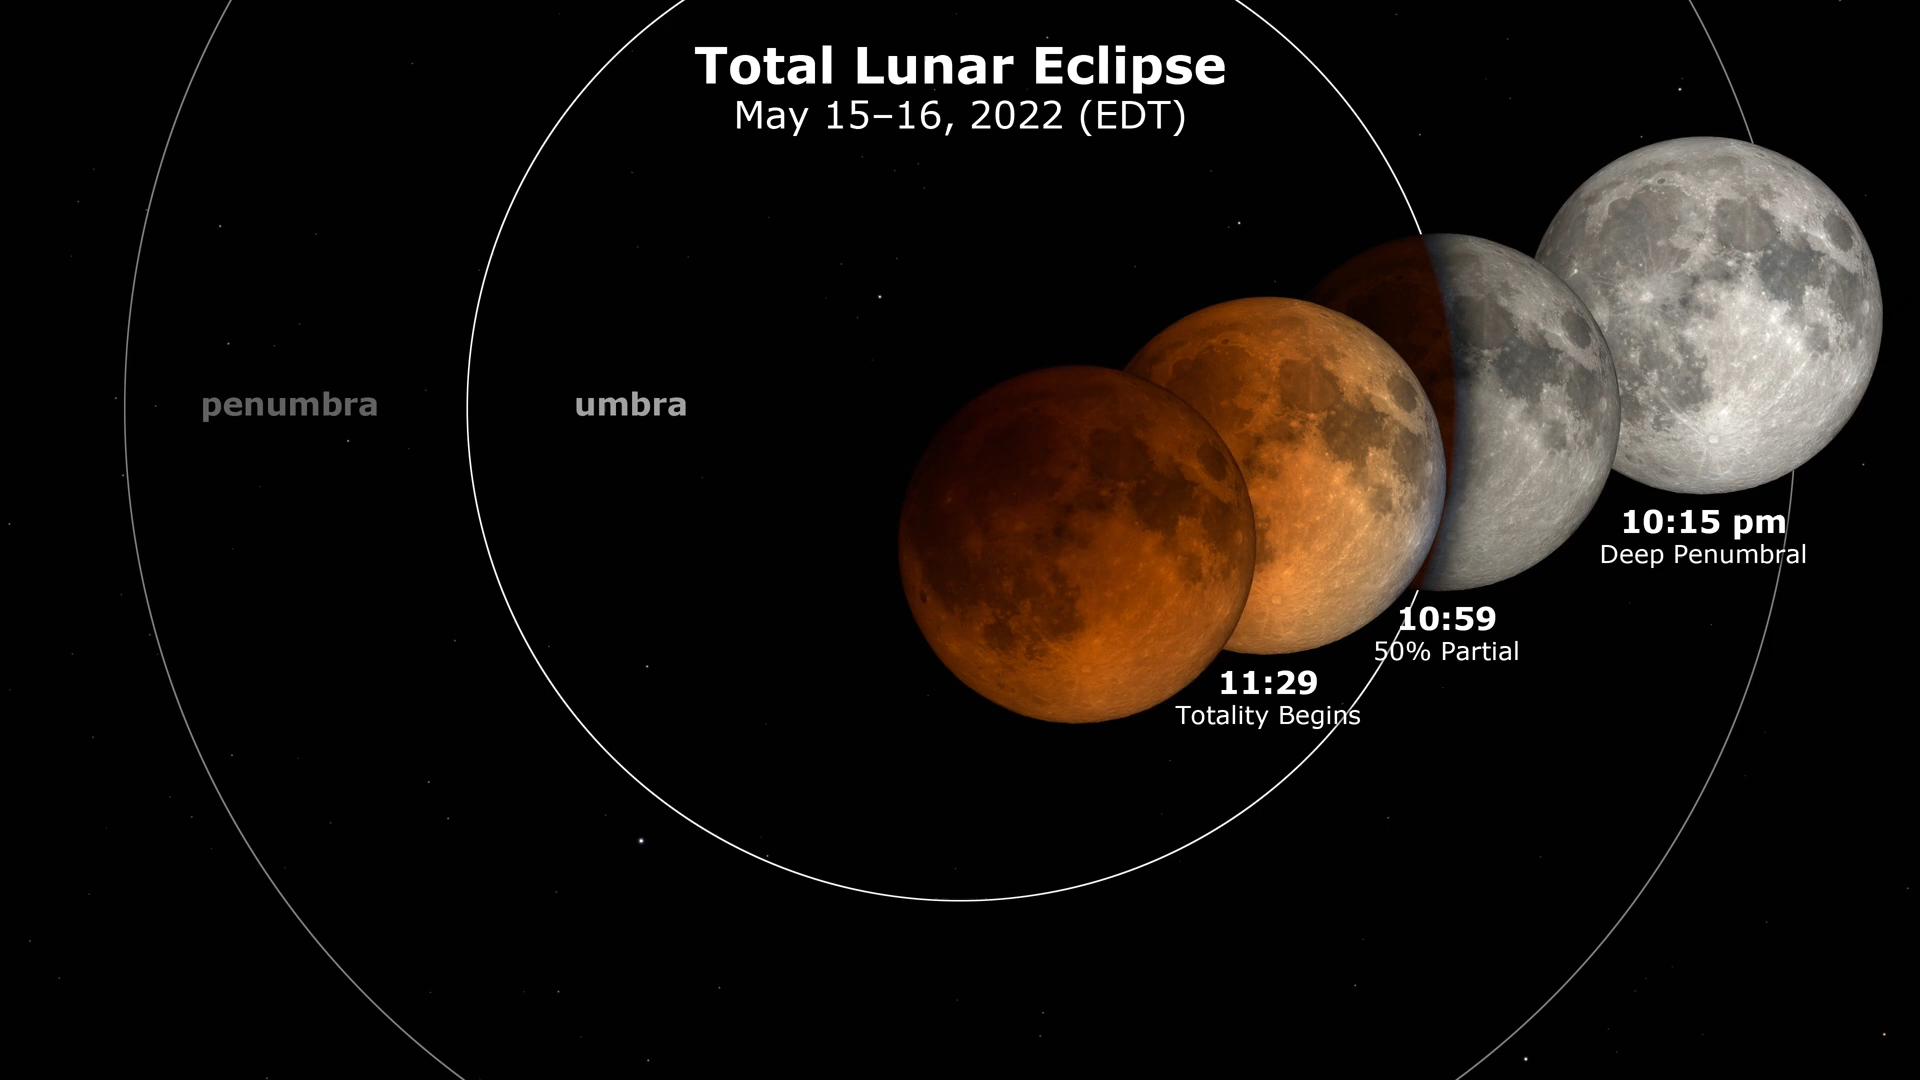 Total Lunar Eclipse
May 15–16, 2022 (EDT)
penumbra
umbra
10:15 pm
Deep Penumbral
10:59
50% Partial
11:29
Totality Begins